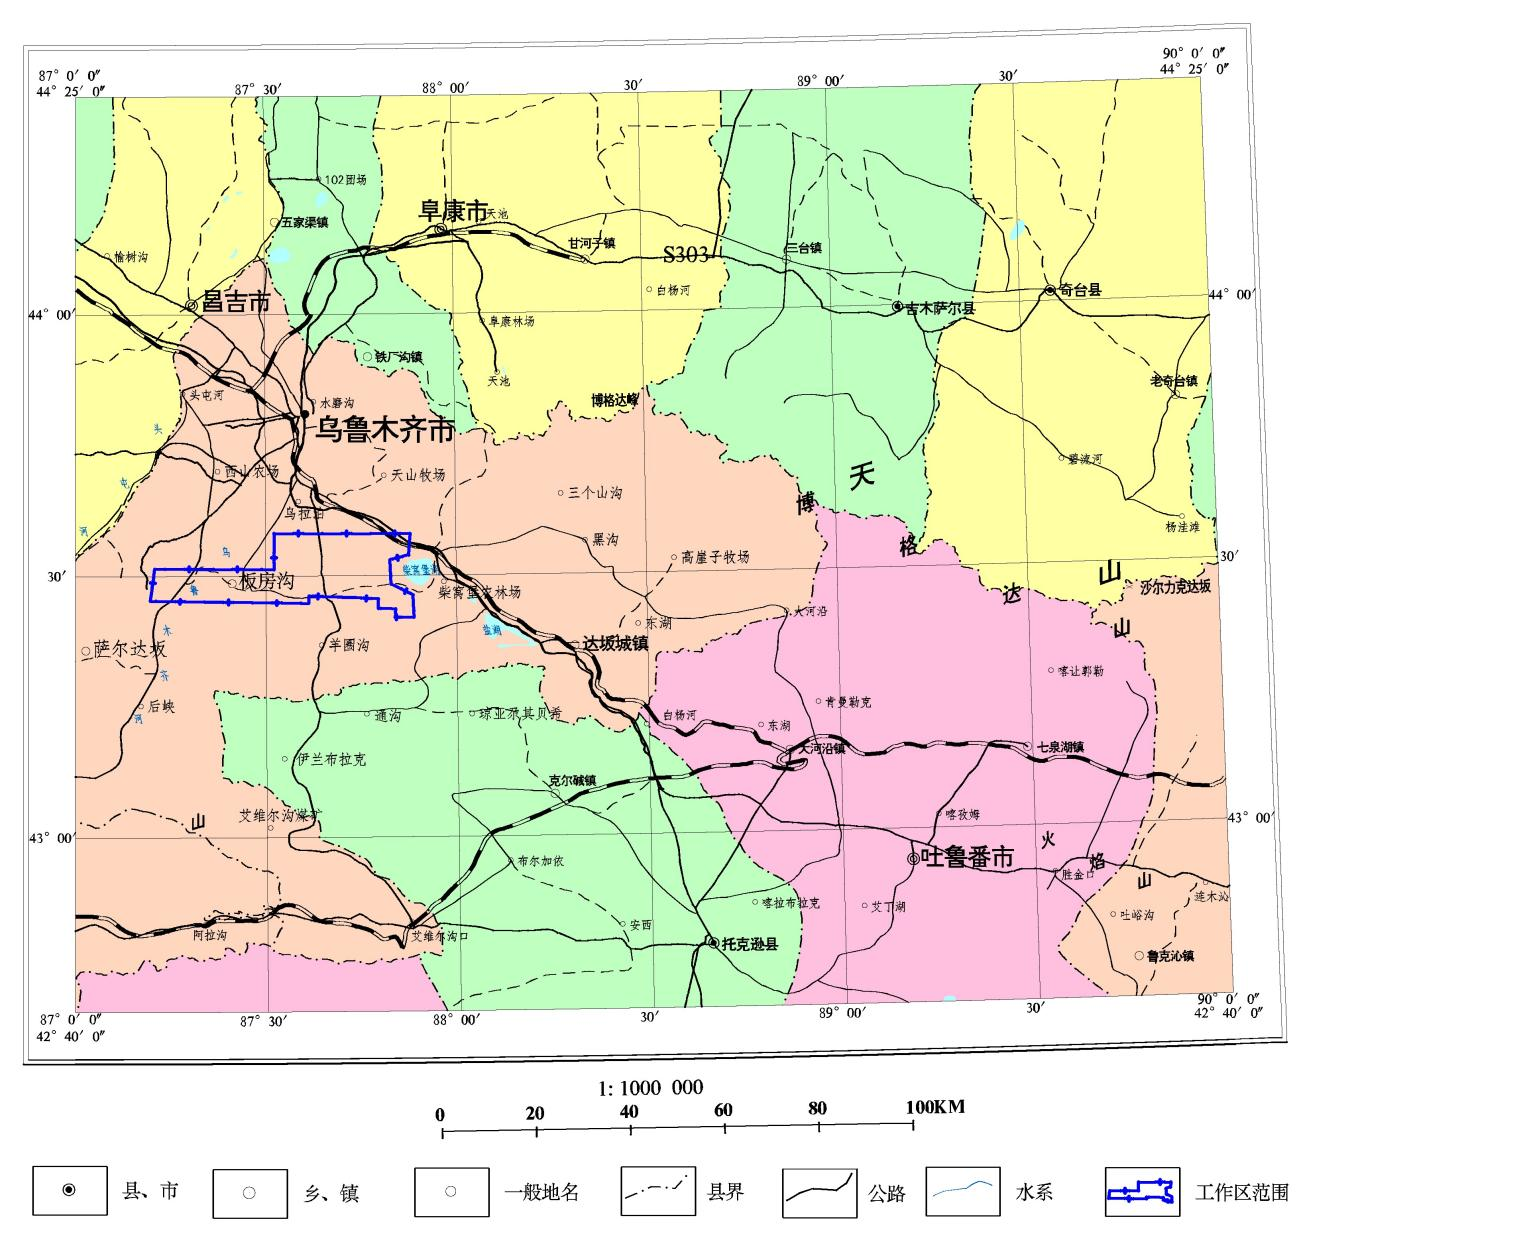 90° 0′ 0″
44° 25′ 0″
87° 0′ 0″
44° 25′ 0″
87° 30′
88° 00′
30′
89° 00′
30′
102团场
五家渠镇
阜康市
天池
甘河子镇
S303
三台镇
榆树沟
昌吉市
白杨河
吉木萨尔县
奇台县
44° 00′
44° 00′
阜康林场
铁厂沟镇
天池
老奇台镇
头屯河
水磨沟
博格达峰
乌鲁木齐市
头
西山农场
天山牧场
碧流河
天
屯
三个山沟
博
乌拉泊
杨洼滩
河
黑沟
格
乌
高崖子牧场
30′
柴窝堡湖
山
30′
板房沟
鲁
柴窝堡农林场
达
沙尔力克达坂
大河沿
木
盐湖
东湖
山
萨尔达坂
羊圈沟
达坂城镇
齐
喀让郭勒
后峡
河
通沟
琼亚尕其贝希
白杨河
肯曼勒克
东湖
大河沿镇
七泉湖镇
伊兰布拉克
克尔碱镇
山
艾维尔沟煤矿
喀孜姆
43° 00′
43° 00′
火
布尔加依
吐鲁番市
焰
胜金口
山
连木沁
喀拉布拉克
艾丁湖
吐峪沟
阿拉沟
艾维尔沟口
安西
托克逊县
鲁克沁镇
87° 0′ 0″
42° 40′ 0″
87° 30′
88° 00′
30′
89° 00′
30′
90° 0′ 0″
42° 40′ 0″
1:1000 000
0 20 40 60 80 100KM
县、市
乡、镇
一般地名
县界
公路
水系
工作区范围